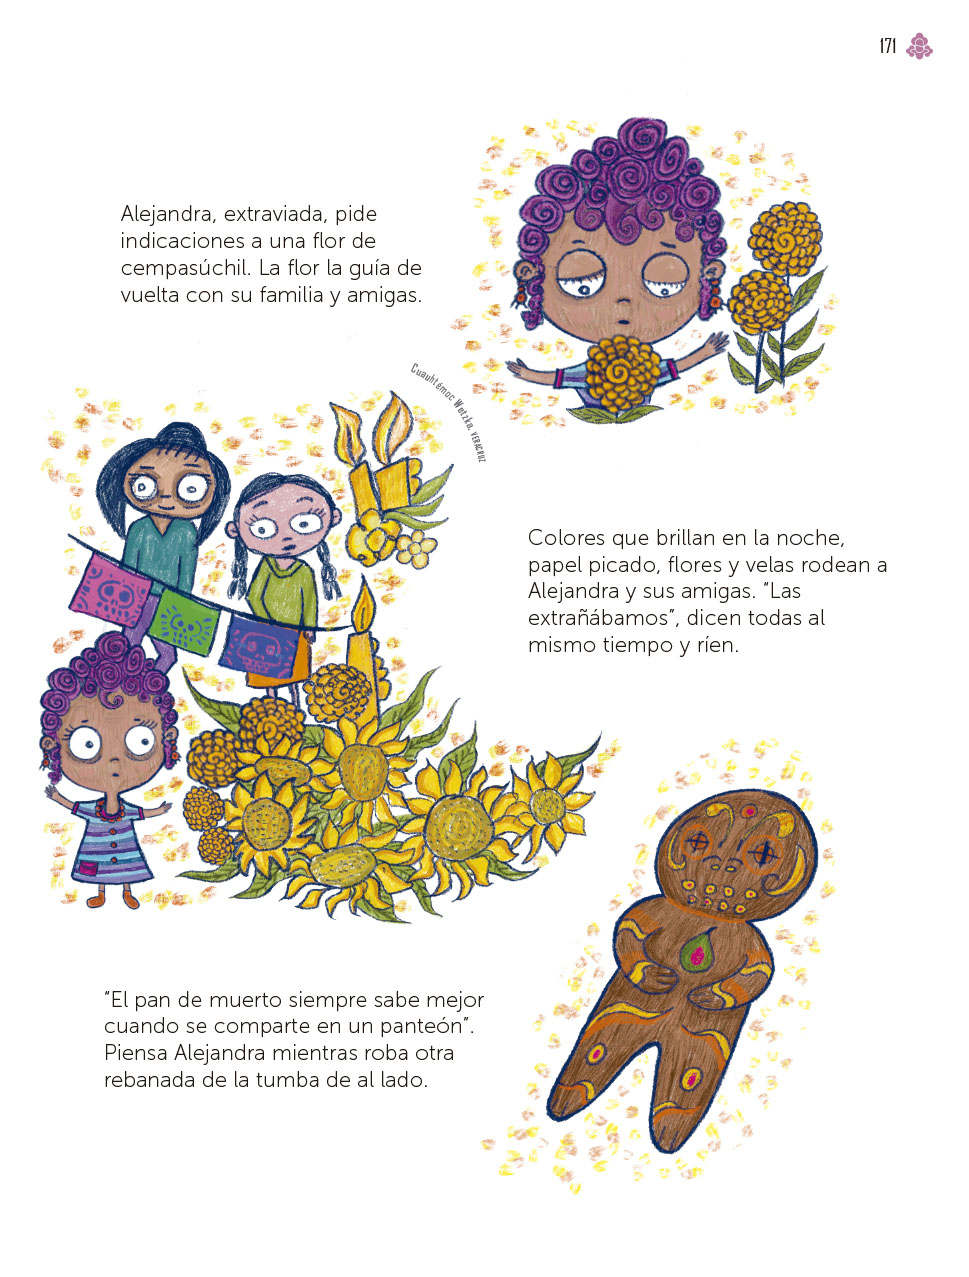 171
Alejandra, extraviada, pide
indicaciones a una flor de
cempasúchil. La flor la guía de
vuelta con su familia y amigas.
Cuauhtémoc Wetzka, VERACRUZ
Colores que brillan en la noche,
papel picado, flores y velas rodean a
Alejandra y sus amigas. “Las
extrañábamos”, dicen todas al
mismo tiempo y ríen.
“El pan de muerto siempre sabe mejor
cuando se comparte en un panteón”.
Piensa Alejandra mientras roba otra
rebanada de la tumba de al lado.